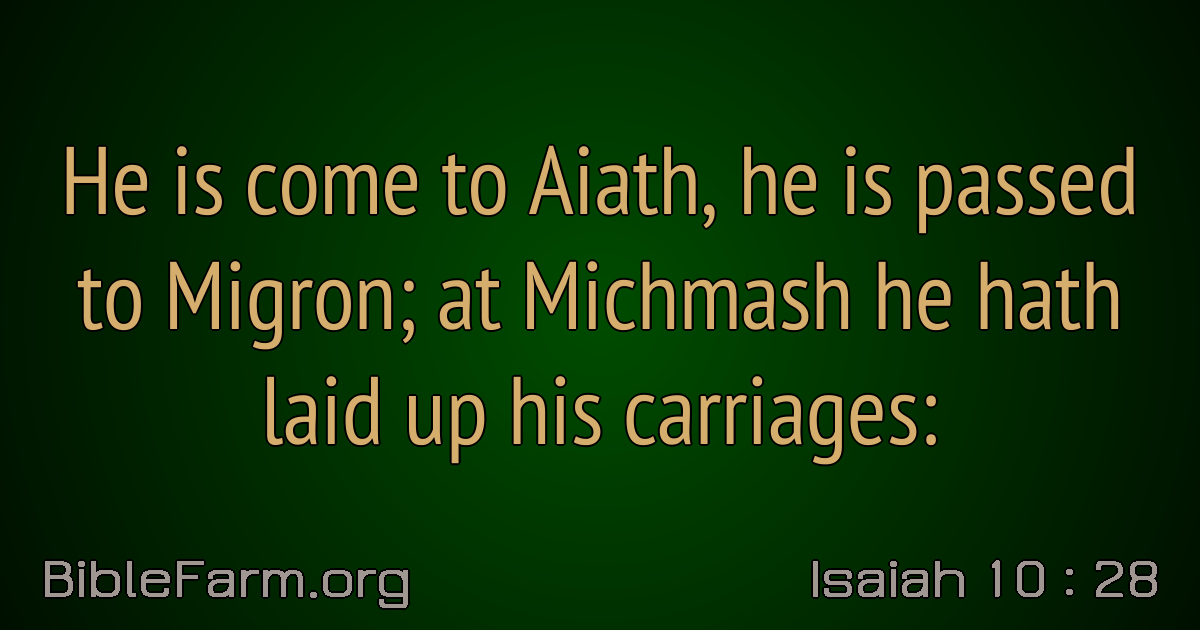 He is come to Aiath, he is passed
to Migron; at Michmash he hath
laid up his carriages:
BibleFarm.org
Isaiah 10 : 28